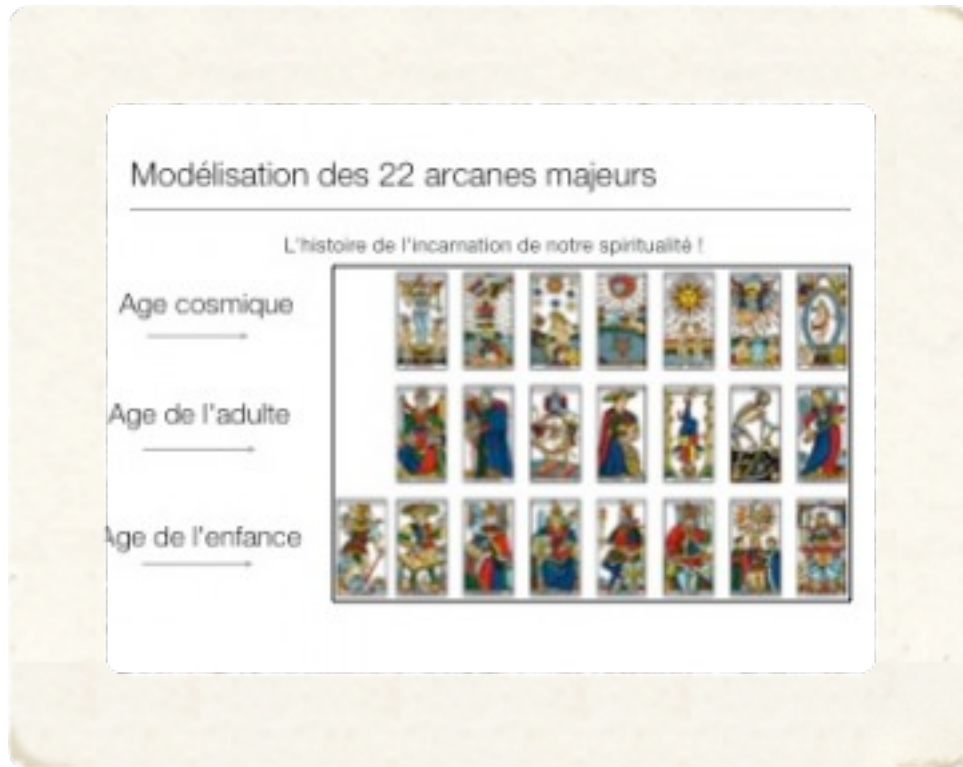 Modélisation des 22 arcanes majeurs
L'histoire de l'incarnation de notre spiritualité !
Age cosmique
Age de l'adulte
Age de l'enfance